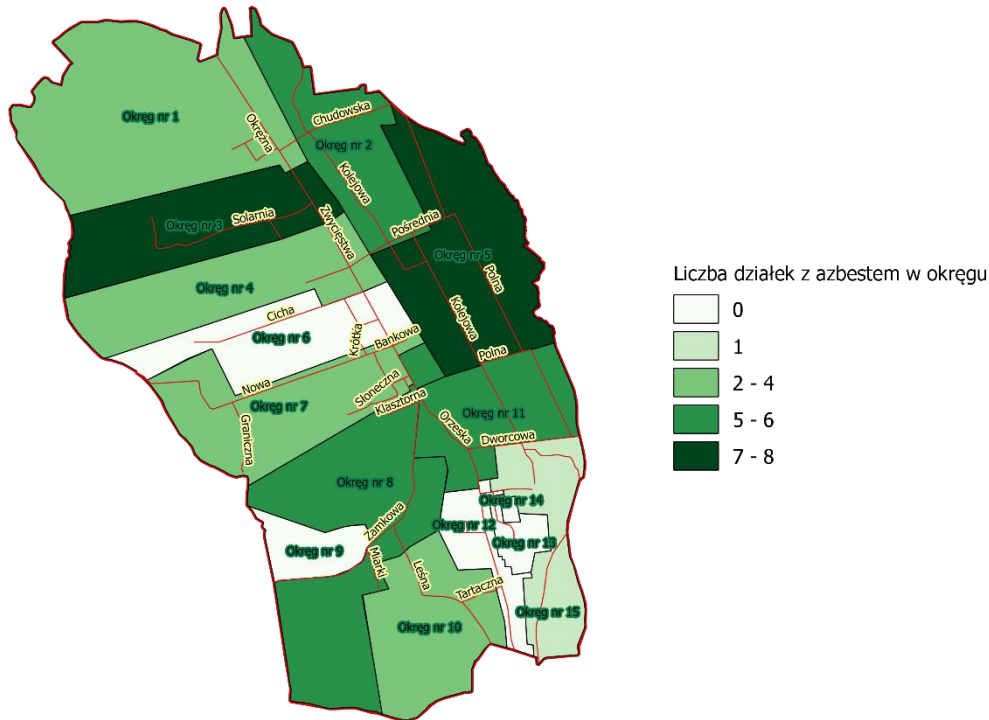 Okręg nr 1
Okrężna
Chudowska
Okręg nr 2
Kolejowa
Okręg nr 3
Solarnia
Zwycięstwa
Pośrednia
Okręg nr 5
Polna
Okręg nr 4
Cicha
Kolejowa
Okręg nr 6
Krótka
Bankowa
Polna
Nowa
Słoneczna
Okręg nr 7
Klasztorna
Graniczna
Okręg nr 11
Orzeska
Dworcowa
Okręg nr 8
Okręg nr 14
Zamkowa
Okręg nr 12
Okręg nr 13
Okręg nr 9
Miarki
Leśna
Tartaczna
Okręg nr 15
Okręg nr 10
Liczba działek z azbestem w okręgu
0
1
2 - 4
5 - 6
7 - 8